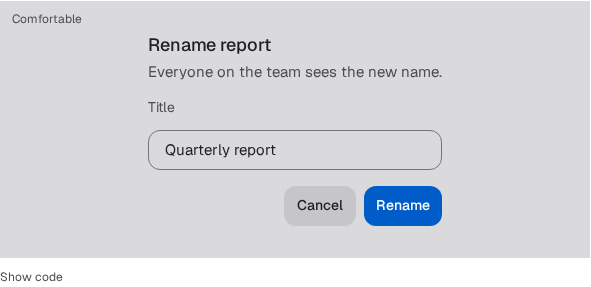 Comfortable
Rename report
Everyone on the team sees the new name.
Title
Quarterly report
Cancel
Rename
Show code